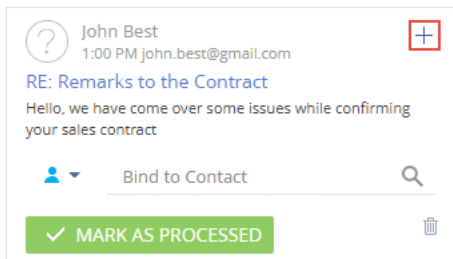 John Best
1:00 PM john.best@gmail.com
RE: Remarks to the Contract
Hello, we have come over some issues while confirming
your sales contract
Bind to Contact
MARK AS PROCESSED